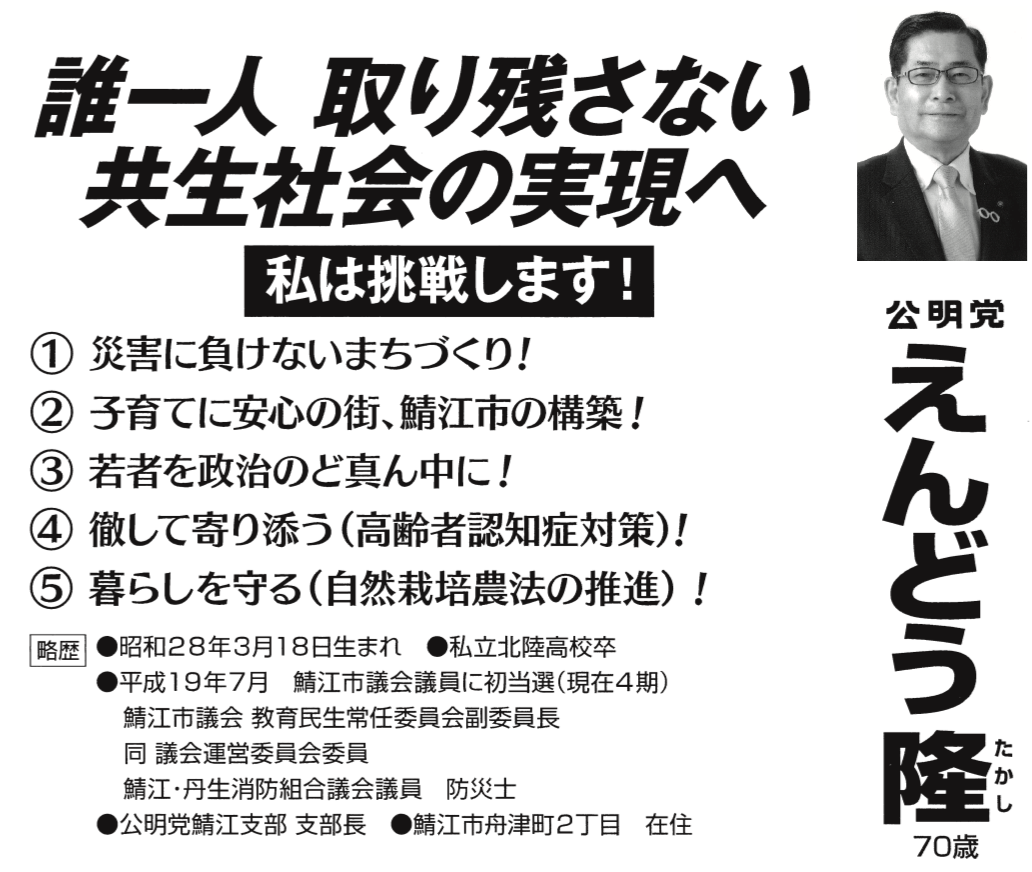 誰一人 取り残さない
共生社会の実現へ
私は挑戦します！
① 災害に負けないまちづくり！
② 子育てに安心の街、鯖江市の構築！
③ 若者を政治のど真ん中に！
④ 徹して寄り添う（高齢者認知症対策）！
⑤ 暮らしを守る（自然栽培農法の推進）！
略歴 ●昭和28年3月18日生まれ ●私立北陸高校卒
●平成19年7月 鯖江市議会議員に初当選（現在4期）
鯖江市議会 教育民生常任委員会副委員長
同 議会運営委員会委員
鯖江・丹生消防組合議会議員 防災士
●公明党鯖江支部 支部長 ●鯖江市舟津町2丁目 在住
公明党
えんどう隆
たかし
70歳